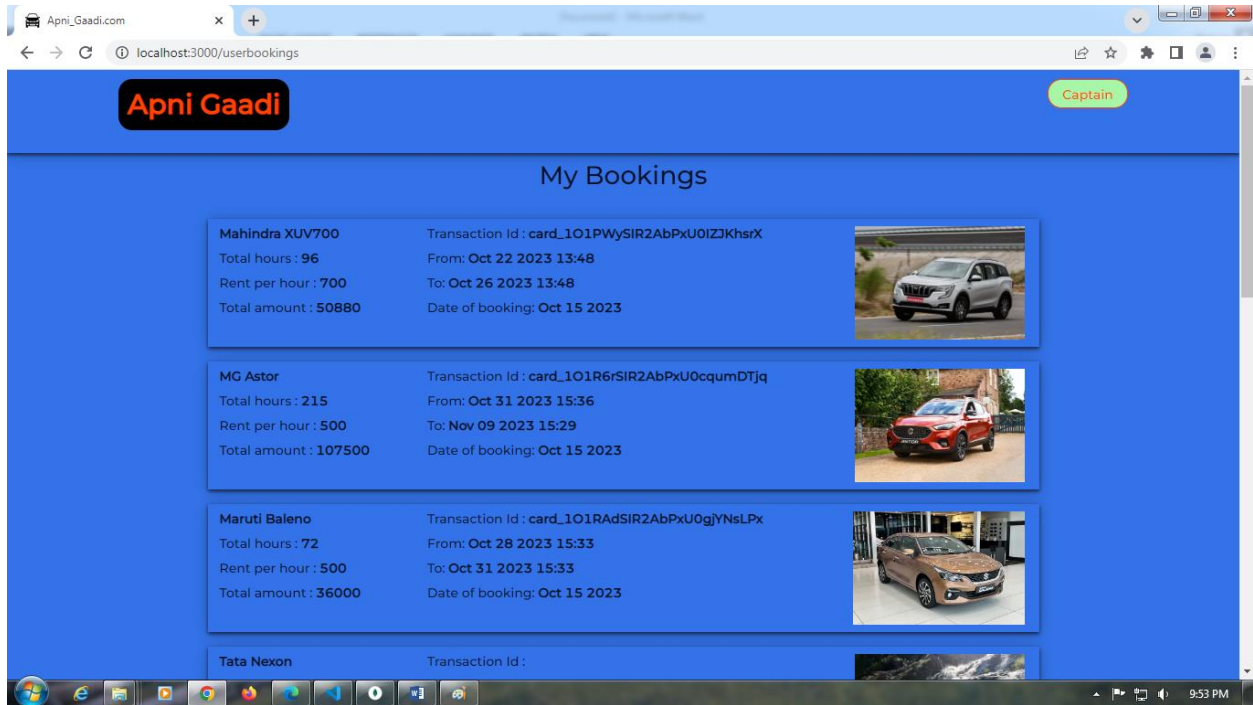 Apni_Gaadi.com
localhost:3000/userbookings
Apni Gaadi
Captain
My Bookings
Mahindra XUV700
Total hours : 96
Rent per hour : 700
Total amount : 50880
Transaction Id : card_1O1PWySIR2AbPxU0IZJKhsrX
From: Oct 22 2023 13:48
To: Oct 26 2023 13:48
Date of booking: Oct 15 2023
MG Astor
Total hours : 215
Rent per hour : 500
Total amount : 107500
Transaction Id : card_1O1R6rSIR2AbPxU0cqumDTjq
From: Oct 31 2023 15:36
To: Nov 09 2023 15:29
Date of booking: Oct 15 2023
Maruti Baleno
Total hours : 72
Rent per hour : 500
Total amount : 36000
Transaction Id : card_1O1RAdSIR2AbPxU0gjYNsLPx
From: Oct 28 2023 15:33
To: Oct 31 2023 15:33
Date of booking: Oct 15 2023
Tata Nexon
Transaction Id :
9:53 PM